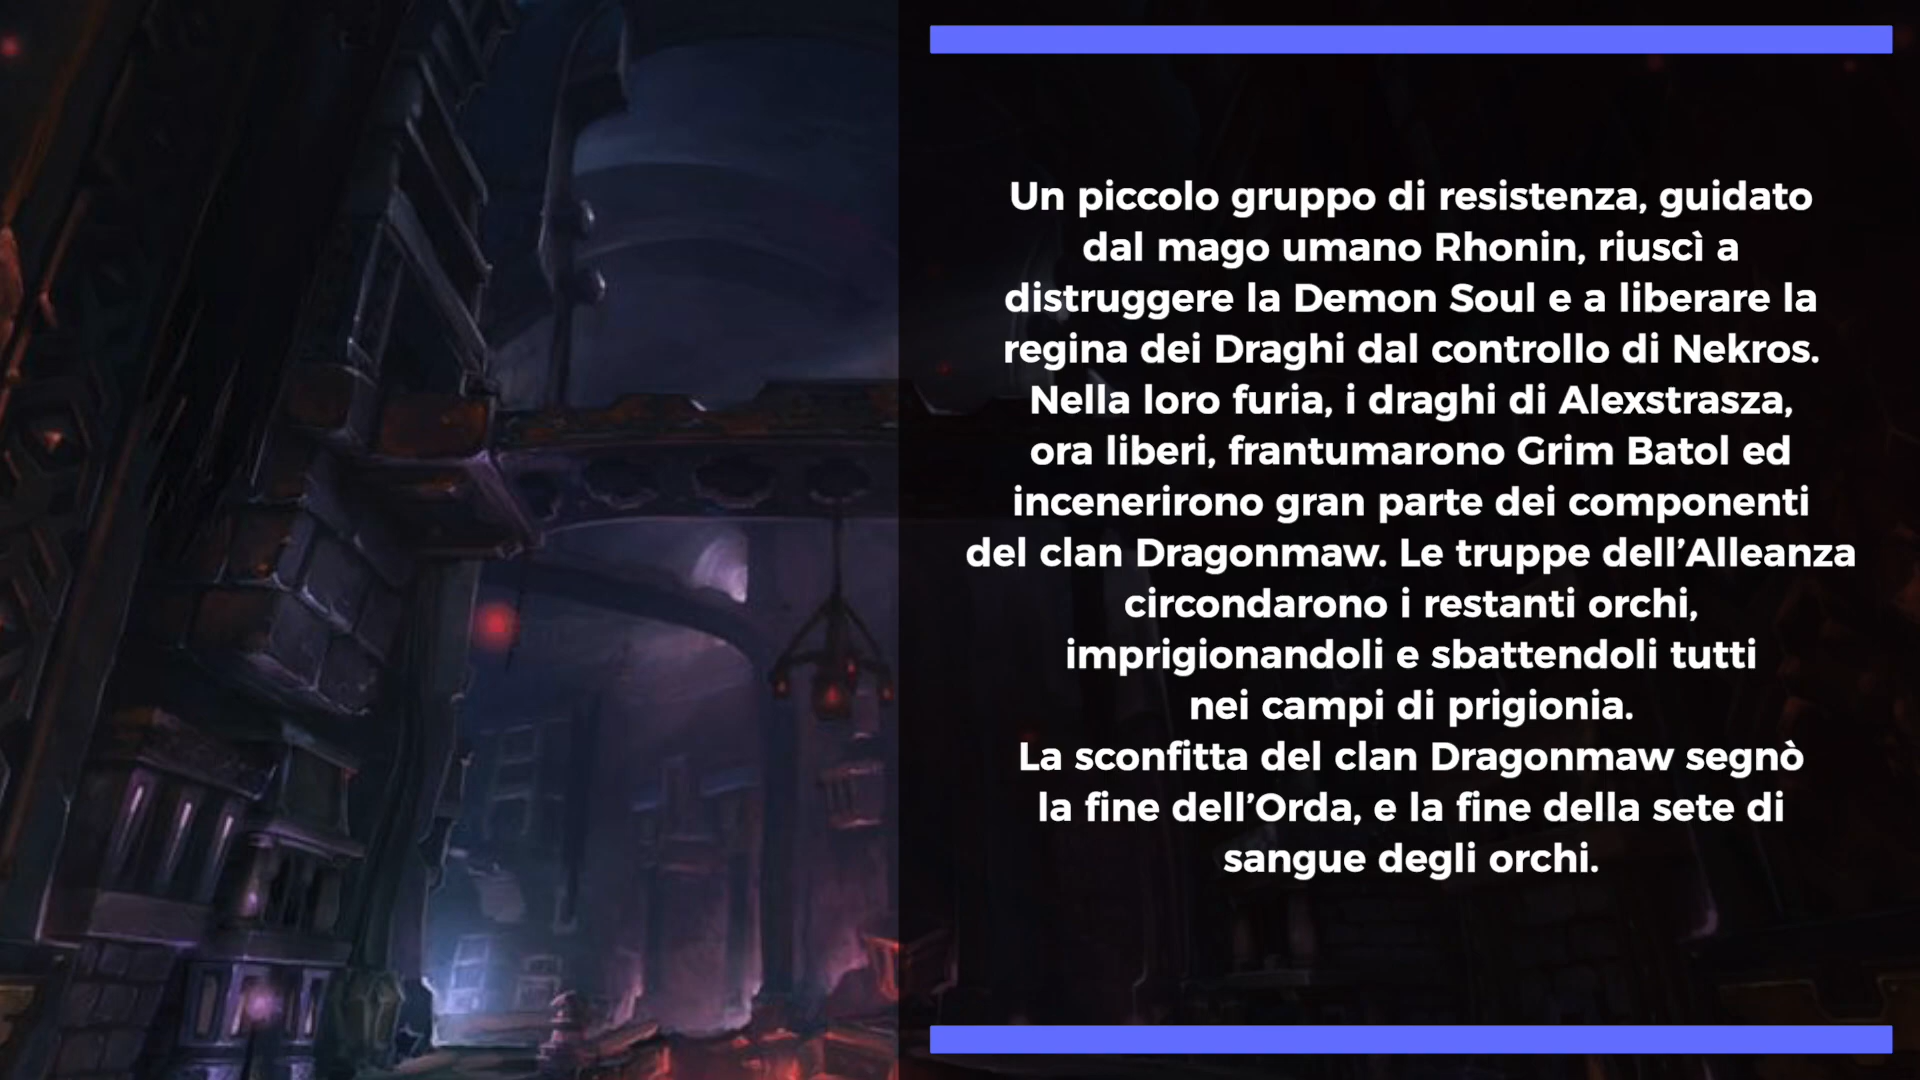 Un piccolo gruppo di resistenza, guidato
dal mago umano Rhonin, riuscì a
distruggere la Demon Soul e a liberare la
regina dei Draghi dal controllo di Nekros.
Nella loro furia, i draghi di Alexstrasza,
ora liberi, frantumarono Grim Batol ed
incenerirono gran parte dei componenti
del clan Dragonmaw. Le truppe dell’Alleanza
circondarono i restanti orchi,
imprigionandoli e sbattendoli tutti
nei campi di prigionia.
La sconfitta del clan Dragonmaw segnò
la fine dell’Orda, e la fine della sete di
sangue degli orchi.